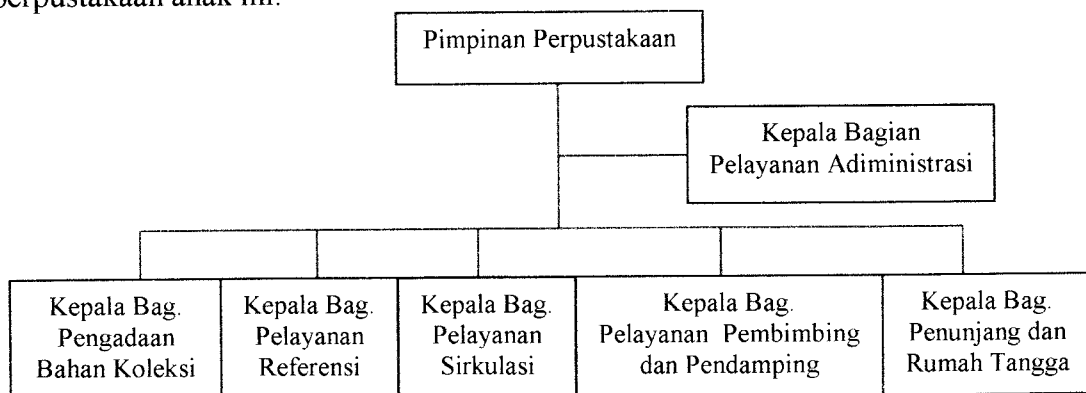 perpustakaan anak ini.
Pimpinan Perpustakaan
Kepala Bagian
Pelayanan Adiministrasi
Kepala Bag.
Pengadaan
Bahan Koleksi
Kepala Bag.
Pelayanan
Referensi
Kepala Bag.
Pelayanan
Sirkulasi
Kepala Bag.
Pelayanan Pembimbing
dan Pendamping
Kepala Bag.
Penunjang dan
Rumah Tangga